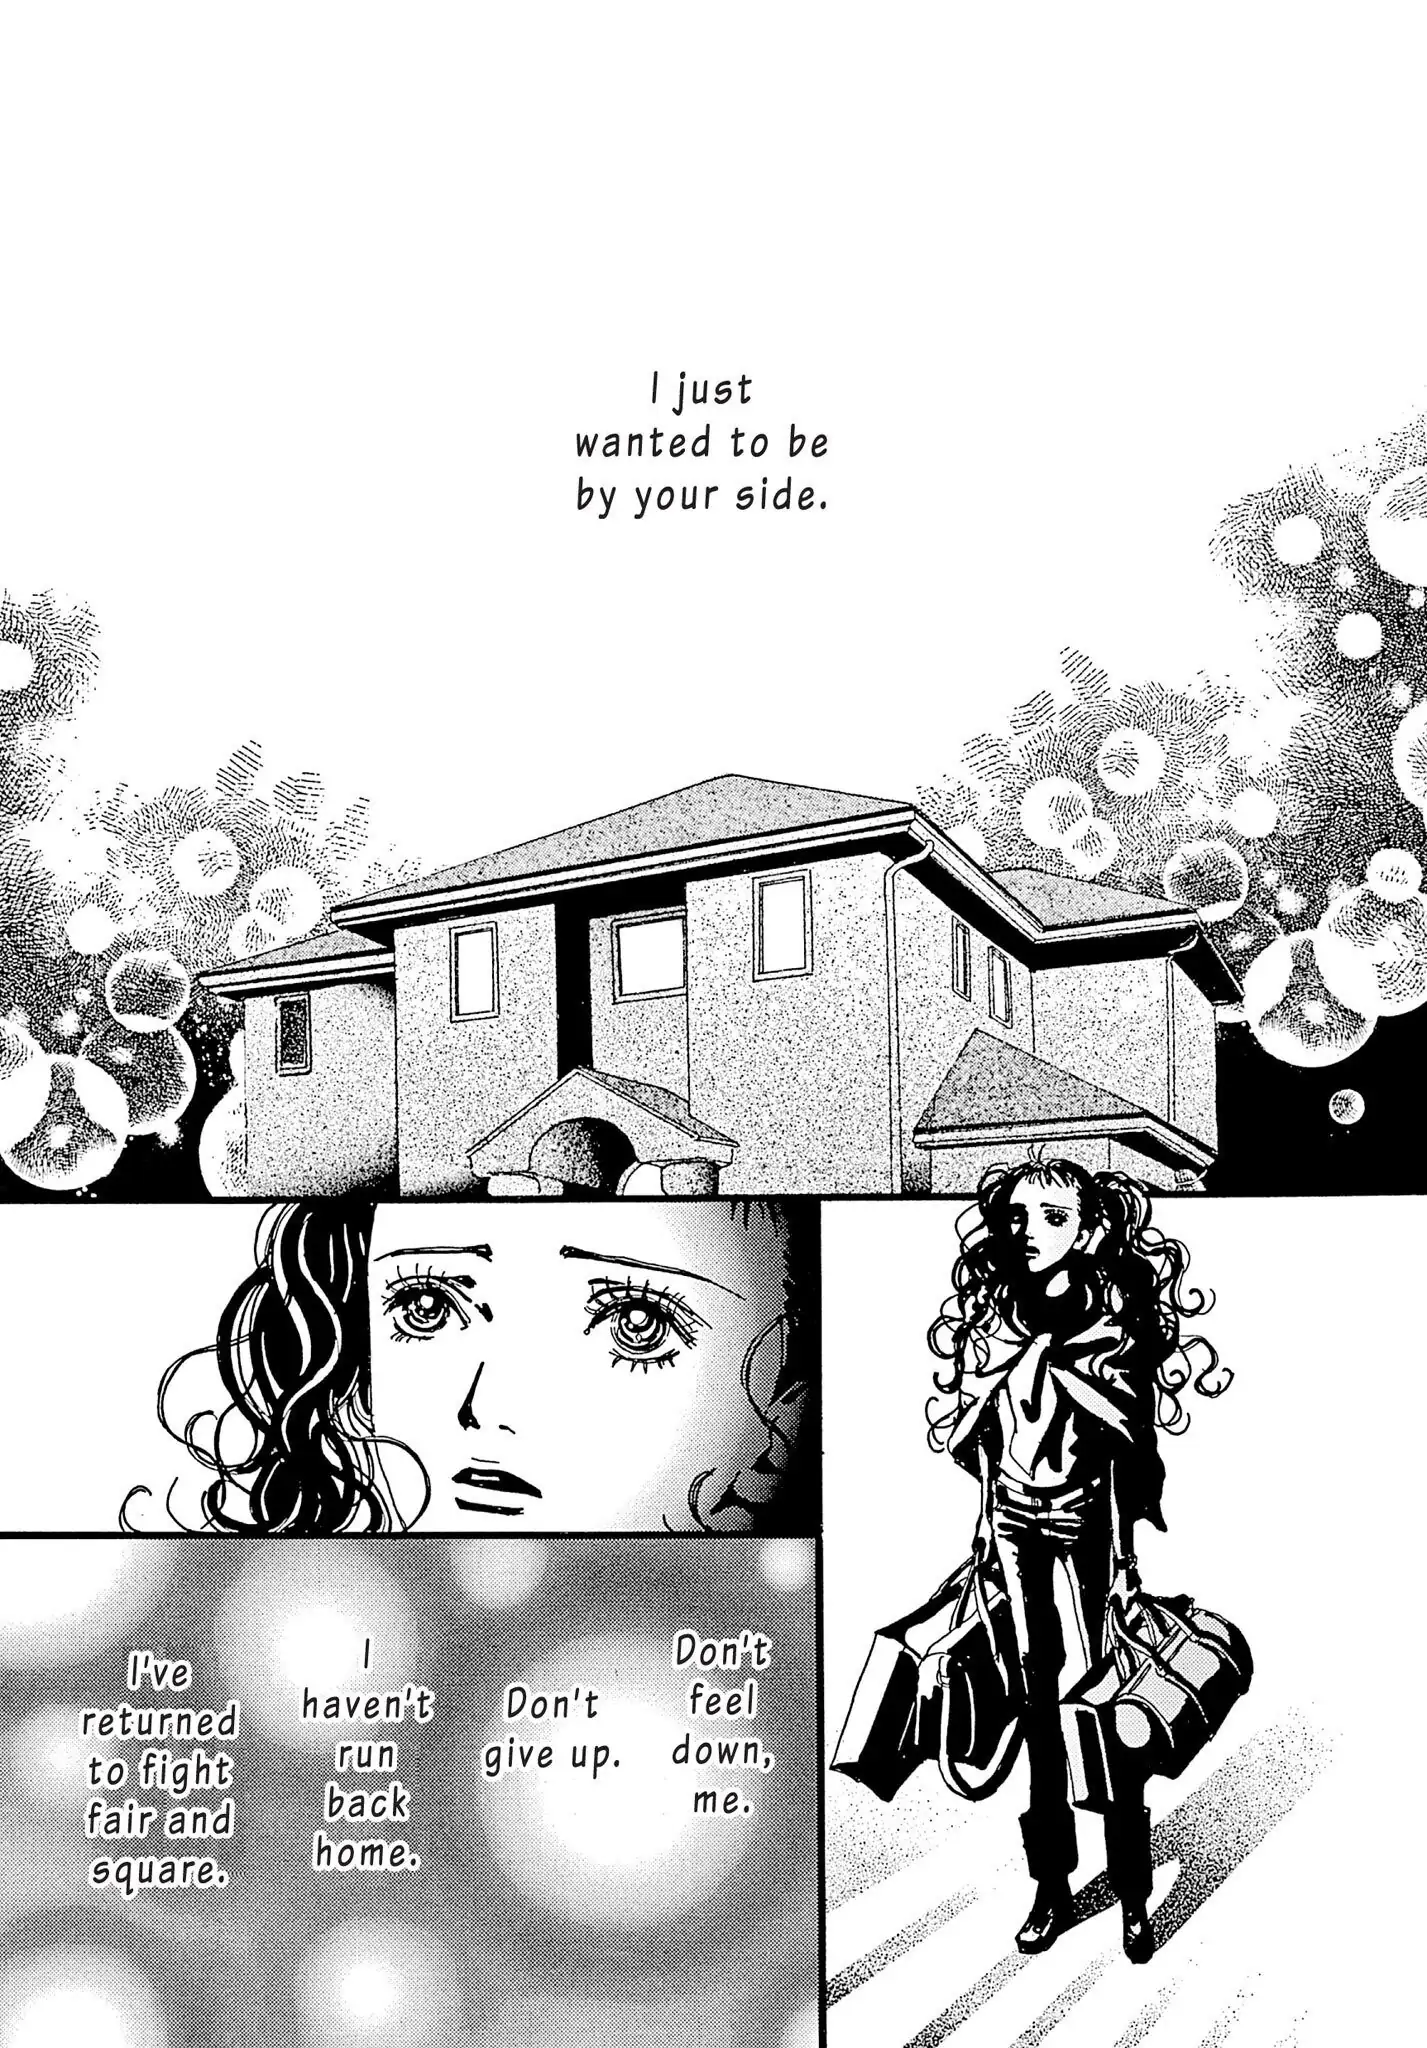 I just
wanted to be
by your side.
Don't
feel
down,
me.
Don't
give up.
I
haven't
run
back
home.
I've
returned
to fight
fair and
square.